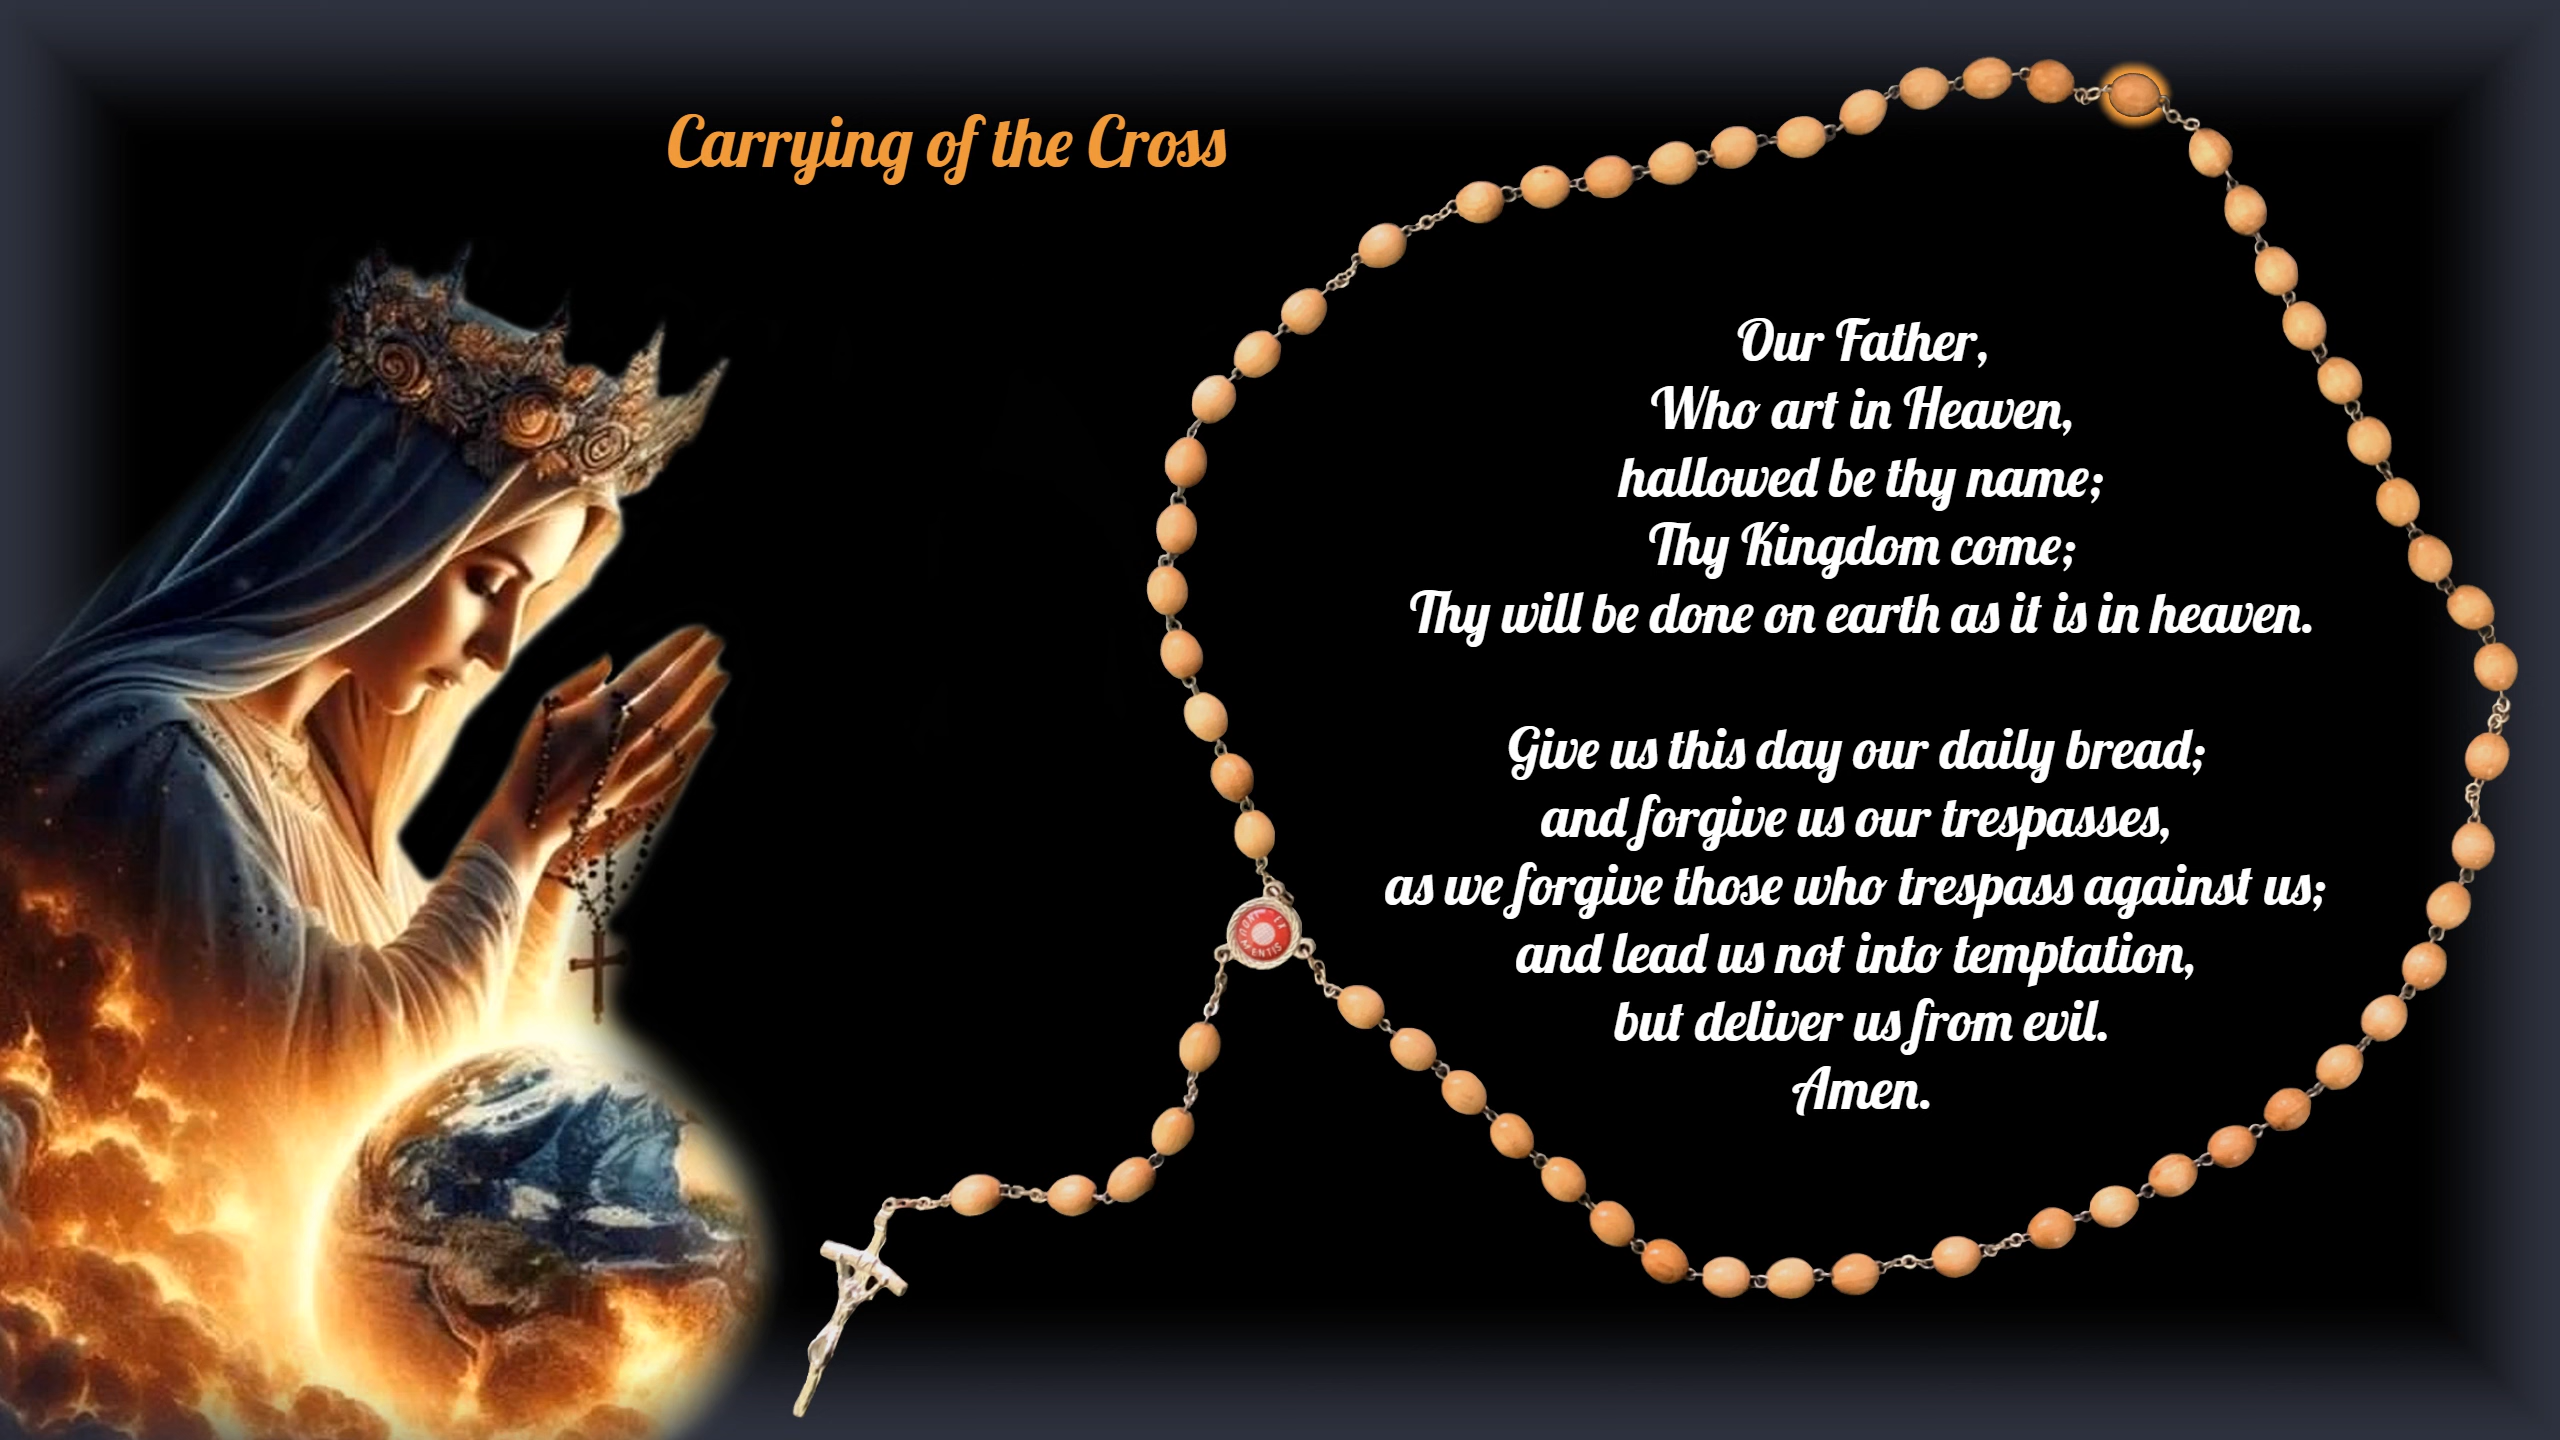 Carrying of the Cross
Our Father,
Who art in Heaven,
hallowed be thy name;
Thy Kingdom come;
Thy will be done on earth as it is in heaven.
Give us this day our daily bread;
and forgive us our trespasses,
as we forgive those who trespass against us;
and lead us not into temptation,
but deliver us from evil.
Amen.